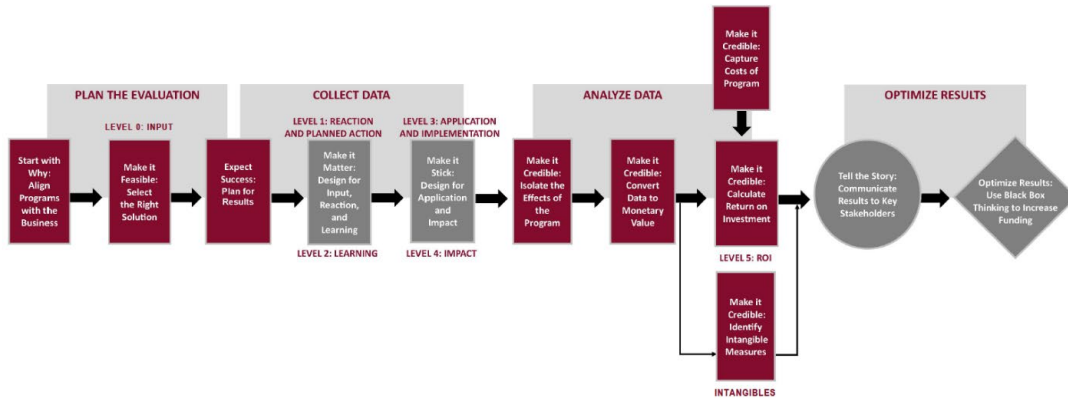 PLAN THE EVALUATION
COLLECT DATA
ANALYZE DATA
OPTIMIZE RESULTS
LEVEL 0: INPUT
LEVEL 1: REACTION
AND PLANNED ACTION
LEVEL 3: APPLICATION
AND IMPLEMENTATION
Start with
Why: Align
Programs
with the
Business
Make it
Feasible:
Select
the Right
Solution
Expect
Success:
Plan for
Results
Make it
Matter:
Design for
Input,
Reaction,
and
Learning
LEVEL 2: LEARNING
Make it
Stick:
Design for
Application
and
Impact
LEVEL 4: IMPACT
Make it
Credible:
Isolate the
Effects of
the
Program
Make it
Credible:
Convert
Data to
Monetary
Value
Make it
Credible:
Capture
Costs of
Program
Make it
Credible:
Calculate
Return on
Investment
LEVEL 5: ROI
Make it
Credible:
Identify
Intangible
Measures
INTANGIBLES
Tell the Story:
Communicate
Results to Key
Stakeholders
Optimize Results:
Use Black Box
Thinking to Increase
Funding